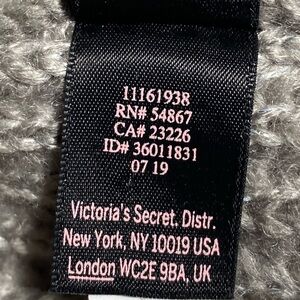 11161938
RN# 54867
CA# 23226
ID# 36011831
07 19
Victoria's Secret. Distr.
New York, NY 10019 USA
London WC2E 9BA, UK